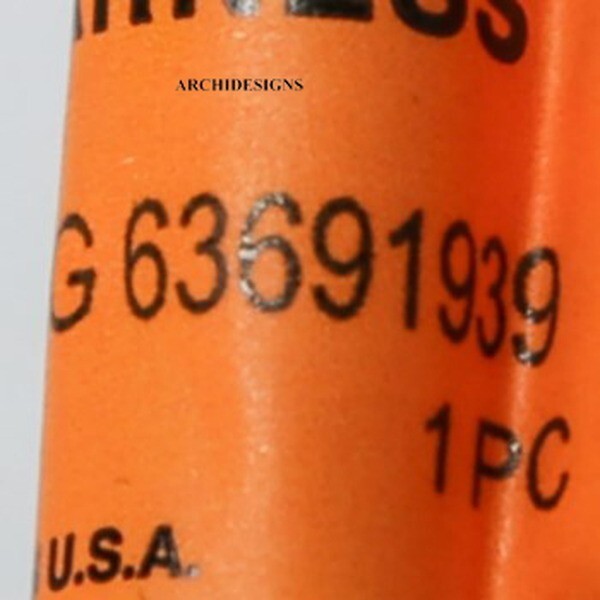 ARCHIDESIGNS
G 63691939
1PC
U.S.A.